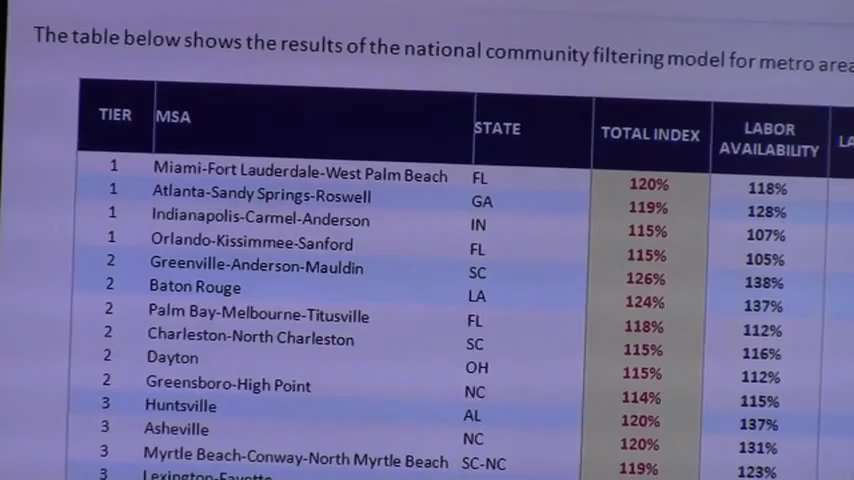 The table below shows the results of the national community filtering model for metro area
TIER MSA STATE TOTAL INDEX LABOR AVAILABILITY LA
1 Miami-Fort Lauderdale-West Palm Beach FL 120% 118%
1 Atlanta-Sandy Springs-Roswell GA 119% 128%
1 Indianapolis-Carmel-Anderson IN 115% 107%
1 Orlando-Kissimmee-Sanford FL 115% 105%
2 Greenville-Anderson-Mauldin SC 126% 138%
2 Baton Rouge LA 124% 137%
2 Palm Bay-Melbourne-Titusville FL 118% 112%
2 Charleston-North Charleston SC 115% 116%
2 Dayton OH 115% 112%
2 Greensboro-High Point NC 114% 115%
3 Huntsville AL 120% 137%
3 Asheville NC 120% 131%
3 Myrtle Beach-Conway-North Myrtle Beach SC-NC 119% 123%
3 Lexington-Fayette